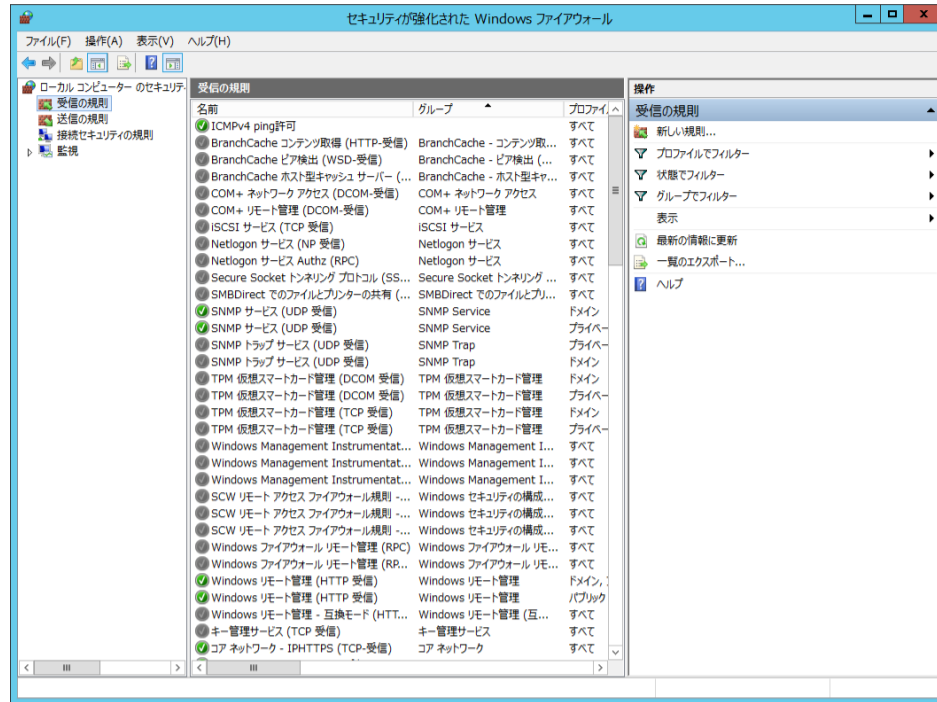 セキュリティが強化された Windows ファイアウォール
ファイル(F) 操作(A) 表示(V) ヘルプ(H)
ローカル コンピューター のセキュリテ
受信の規則
送信の規則
接続セキュリティの規則
監視
受信の規則
名前 グループ プロファイ
ICMPv4 ping許可 すべて
BranchCache コンテンツ取得 (HTTP-受信) BranchCache - コンテンツ取... すべて
BranchCache ピア検出 (WSD-受信) BranchCache - ピア検出 (... すべて
BranchCache ホスト型キャッシュ サーバー (... BranchCache - ホスト型キャ... すべて
COM+ ネットワーク アクセス (DCOM-受信) COM+ ネットワーク アクセス すべて
COM+ リモート管理 (DCOM-受信) COM+ リモート管理 すべて
iSCSI サービス (TCP 受信) iSCSI サービス すべて
Netlogon サービス (NP 受信) Netlogon サービス すべて
Netlogon サービス Authz (RPC) Netlogon サービス すべて
Secure Socket トンネリング プロトコル (SS... Secure Socket トンネリング ... すべて
SMBDirect でのファイルとプリンターの共有 (... SMBDirect でのファイルとプリ... すべて
SNMP サービス (UDP 受信) SNMP Service ドメイン
SNMP サービス (UDP 受信) SNMP Service プライベー
SNMP トラップ サービス (UDP 受信) SNMP Trap プライベー
SNMP トラップ サービス (UDP 受信) SNMP Trap ドメイン
TPM 仮想スマートカード管理 (DCOM 受信) TPM 仮想スマートカード管理 ドメイン
TPM 仮想スマートカード管理 (DCOM 受信) TPM 仮想スマートカード管理 プライベー
TPM 仮想スマートカード管理 (TCP 受信) TPM 仮想スマートカード管理 ドメイン
TPM 仮想スマートカード管理 (TCP 受信) TPM 仮想スマートカード管理 プライベー
Windows Management Instrumentat... Windows Management I... すべて
Windows Management Instrumentat... Windows Management I... すべて
Windows Management Instrumentat... Windows Management I... すべて
SCW リモート アクセス ファイアウォール規則 -... Windows セキュリティの構成... すべて
SCW リモート アクセス ファイアウォール規則 -... Windows セキュリティの構成... すべて
SCW リモート アクセス ファイアウォール規則 -... Windows セキュリティの構成... すべて
Windows ファイアウォール リモート管理 (RPC) Windows ファイアウォール リモ... すべて
Windows ファイアウォール リモート管理 (RP... Windows ファイアウォール リモ... すべて
Windows リモート管理 (HTTP 受信) Windows リモート管理 ドメイン,
Windows リモート管理 (HTTP 受信) Windows リモート管理 パブリック
Windows リモート管理 - 互換モード (HTT... Windows リモート管理 (互... すべて
キー管理サービス (TCP 受信) キー管理サービス すべて
コア ネットワーク - IPHTTPS (TCP-受信) コア ネットワーク すべて
操作
受信の規則
新しい規則...
プロファイルでフィルター
状態でフィルター
グループでフィルター
表示
最新の情報に更新
一覧のエクスポート...
ヘルプ